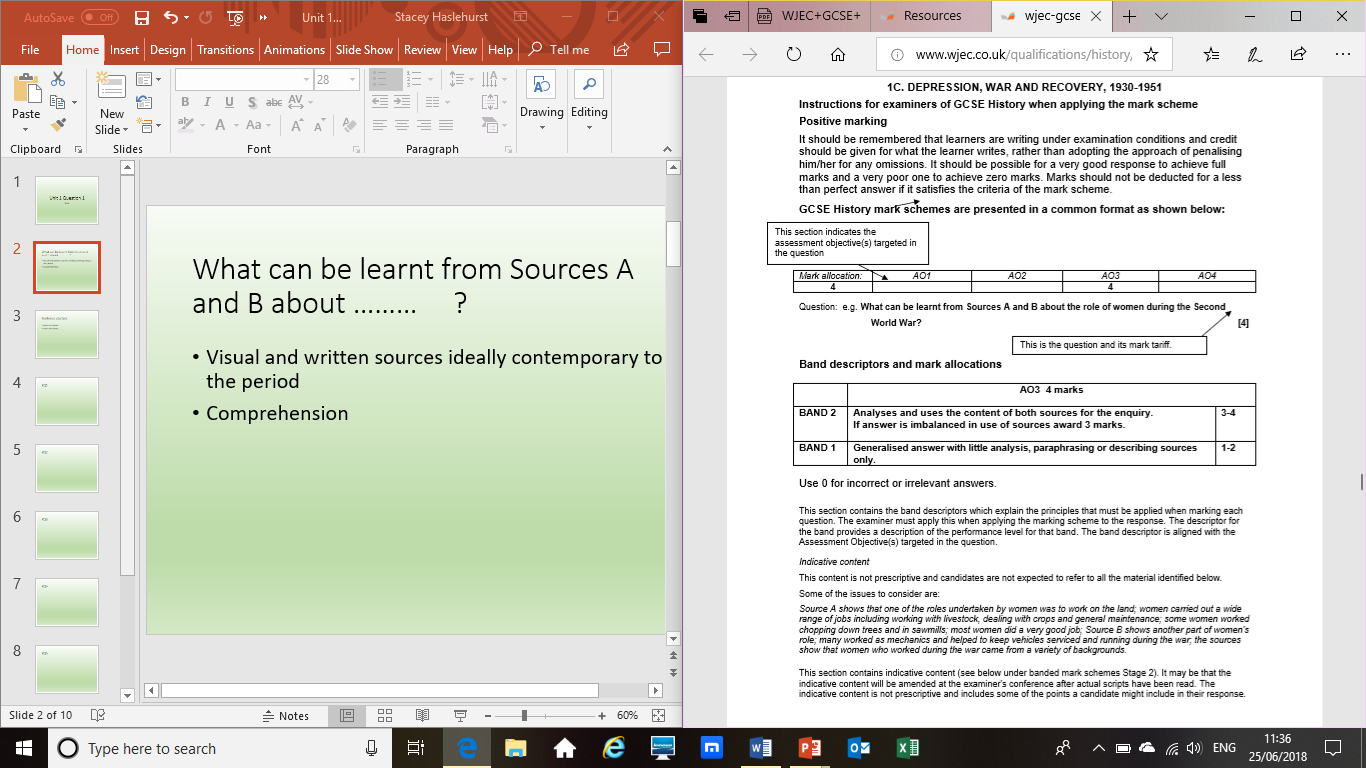 AutoSave Off
Unit 1...
Stacey Haslehurst
File Home Insert Design Transitions Animations Slide Show Review View Help Tell me
Paste
New
Slide
28
B I U S abc AV
A Aa A A
Drawing
Editing
Clipboard Slides Font Paragraph
1
Unit 1 Question 1
2
3
4
5
6
7
8
What can be learnt from Sources A
and B about ……… ?
• Visual and written sources ideally contemporary to
the period
• Comprehension
Slide 2 of 10
Notes
60%
WJEC+GCSE+
Resources
wjec-gcse
www.wjec.co.uk/qualifications/history,
1C. DEPRESSION, WAR AND RECOVERY, 1930-1951
Instructions for examiners of GCSE History when applying the mark scheme
Positive marking
It should be remembered that learners are writing under examination conditions and credit
should be given for what the learner writes, rather than adopting the approach of penalising
him/her for any omissions. It should be possible for a very good response to achieve full
marks and a very poor one to achieve zero marks. Marks should not be deducted for a less
than perfect answer if it satisfies the criteria of the mark scheme.
GCSE History mark schemes are presented in a common format as shown below:
This section indicates the
assessment objective(s) targeted in
the question
Mark allocation: AO1 AO2 AO3 AO4
4 4
Question: e.g. What can be learnt from Sources A and B about the role of women during the Second
World War? [4]
This is the question and its mark tariff.
Band descriptors and mark allocations
AO3 4 marks
BAND 2 Analyses and uses the content of both sources for the enquiry. 3-4
If answer is imbalanced in use of sources award 3 marks.
BAND 1 Generalised answer with little analysis, paraphrasing or describing sources 1-2
only.
Use 0 for incorrect or irrelevant answers.
This section contains the band descriptors which explain the principles that must be applied when marking each
question. The examiner must apply this when applying the marking scheme to the response. The descriptor for
the band provides a description of the performance level for that band. The band descriptor is aligned with the
Assessment Objective(s) targeted in the question.
Indicative content
This content is not prescriptive and candidates are not expected to refer to all the material identified below.
Some of the issues to consider are:
Source A shows that one of the roles undertaken by women was to work on the land; women carried out a wide
range of jobs including working with livestock, dealing with crops and general maintenance; some women worked
chopping down trees and in sawmills; most women did a very good job; Source B shows another part of women's
role; many worked as mechanics and helped to keep vehicles serviced and running during the war; the sources
show that women who worked during the war came from a variety of backgrounds.
This section contains indicative content (see below under banded mark schemes Stage 2). It may be that the
indicative content will be amended at the examiner's conference after actual scripts have been read. The
indicative content is not prescriptive and includes some of the points a candidate might include in their response.
Type here to search
ENG
11:36
25/06/2018